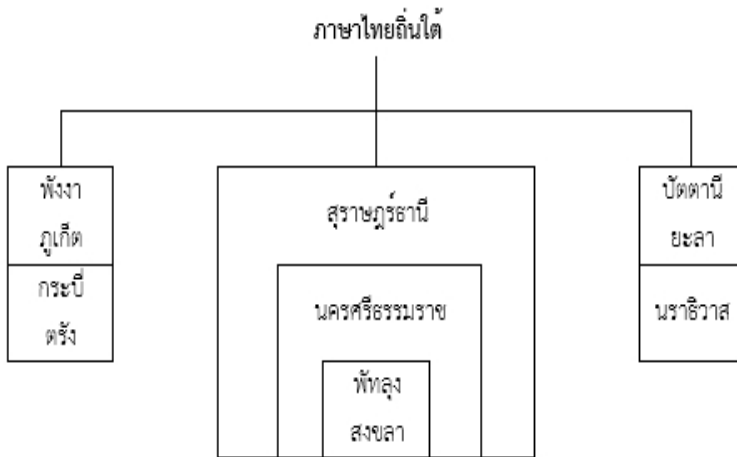 ภาษาไทยถิ่นใต้
พังงา
ภูเก็ต
กระบี่
ตรัง
สุราษฎร์ธานี
นครศรีธรรมราช
พัทลุง
สงขลา
ปัตตานี
ยะลา
นราธิวาส